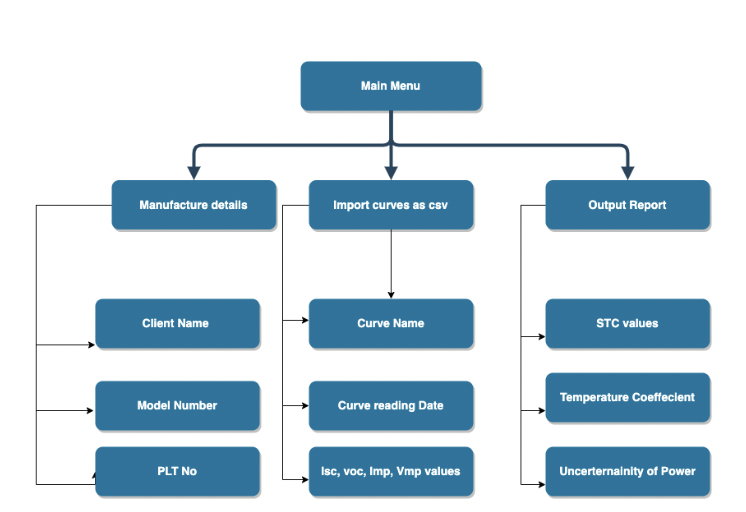 Main Menu
Manufacture details
Import curves as csv
Output Report
Client Name
Curve Name
STC values
Model Number
Curve reading Date
Temperature Coeffecient
PLT No
Isc, voc, Imp, Vmp values
Uncerternainity of Power